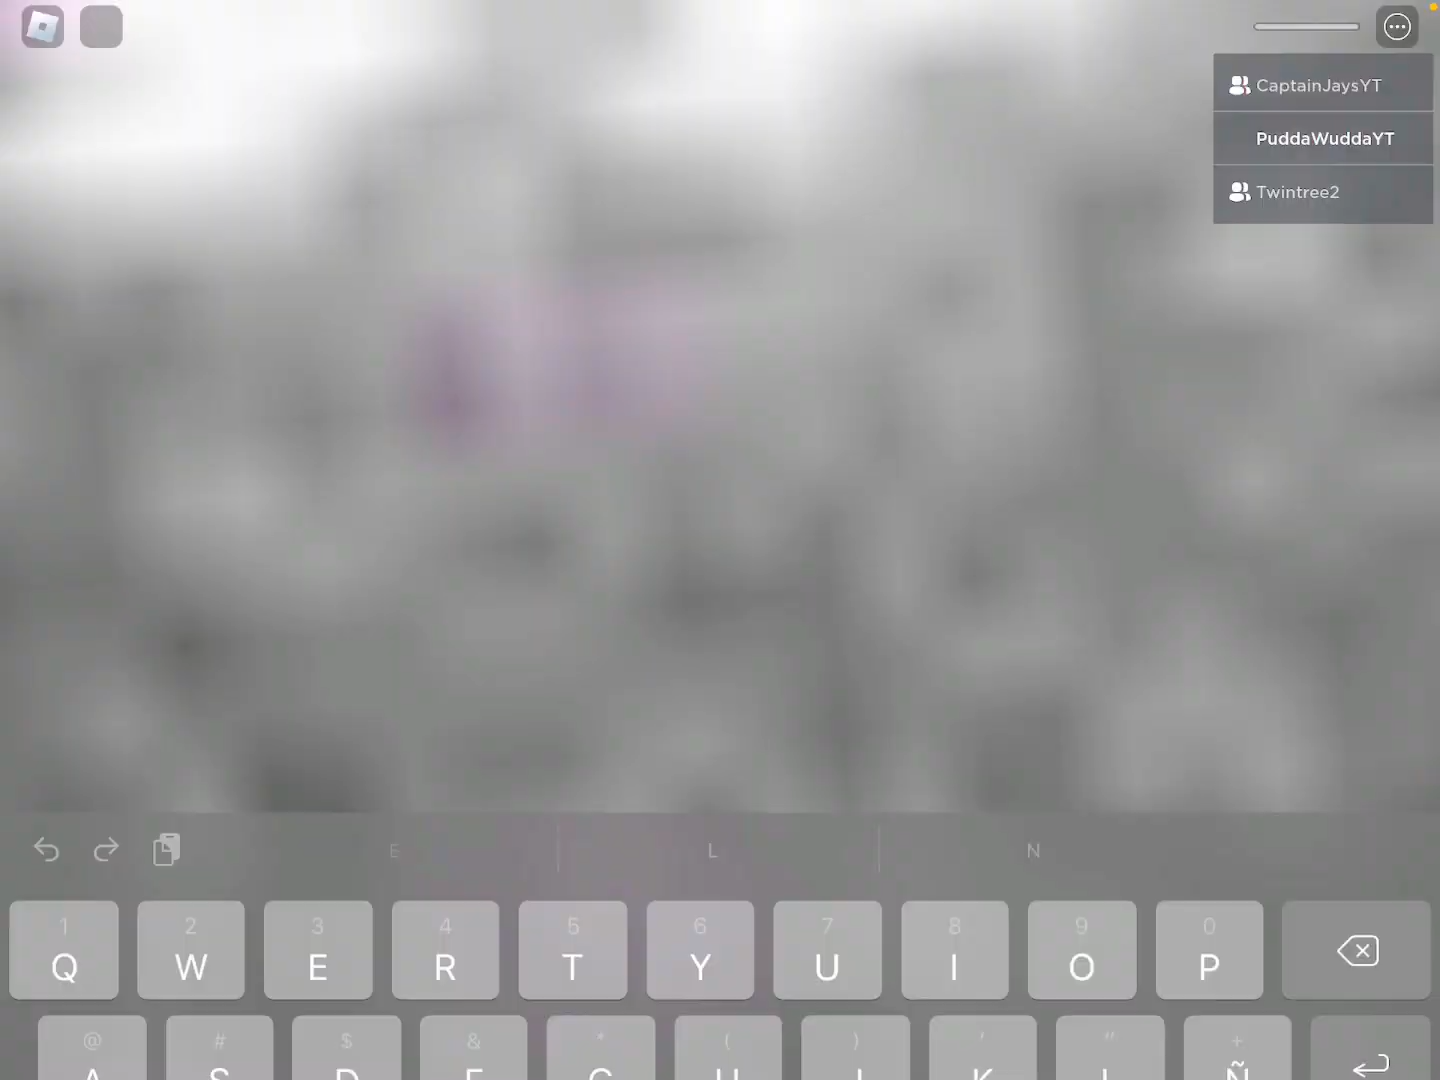 CaptainJaysYT
PuddaWuddaYT
Twintree2
E L N
1 2 3 4 5 6 7 8 9 0
Q W E R T Y U I O P
@ # $ & * ( ) ' " +
A S D F G H J K L Ñ